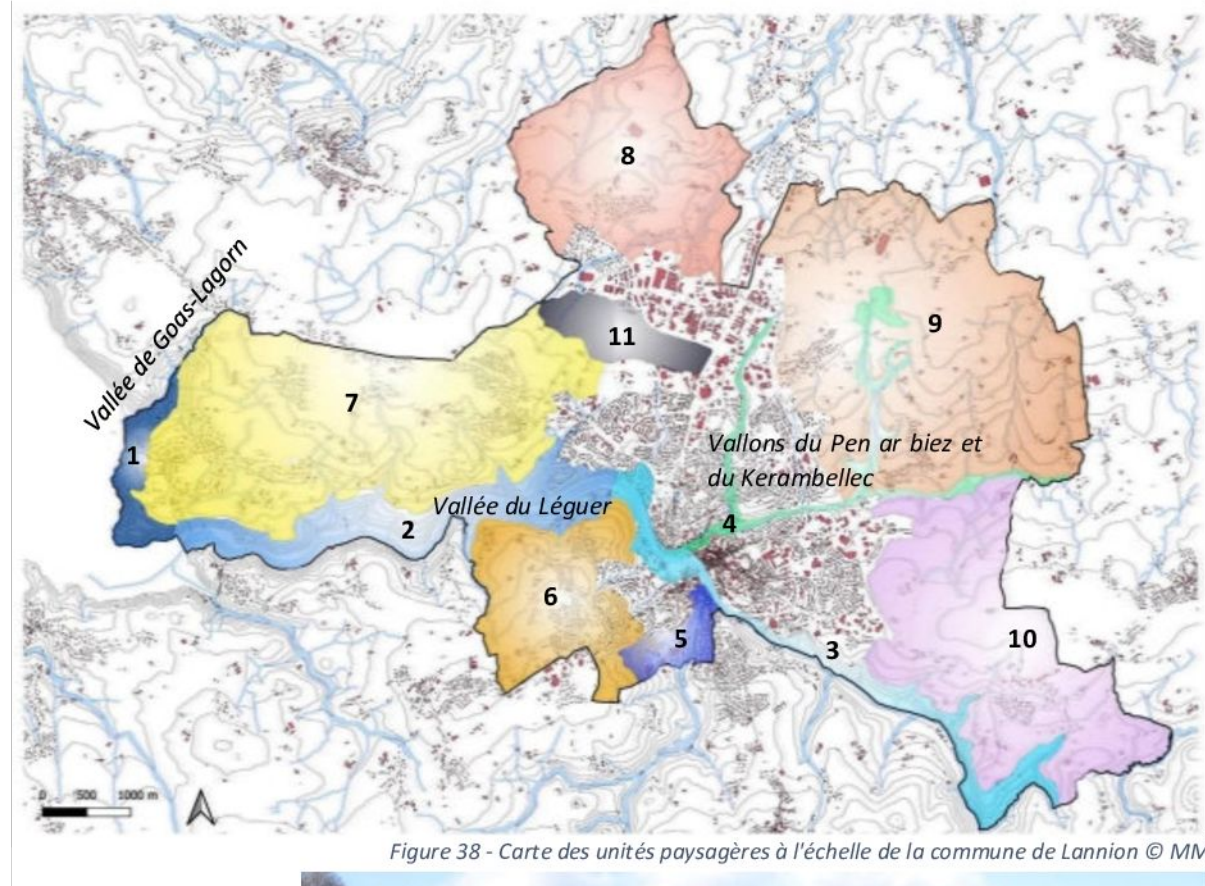 8
9
Vallée de Goas-Lagorn
11
7
Vallons du Pen ar biez et
du Kerambellec
1
Vallée du Léguer
2
4
6
5
3
10
0 500 1000 m
Figure 38 - Carte des unités paysagères à l'échelle de la commune de Lannion © MM